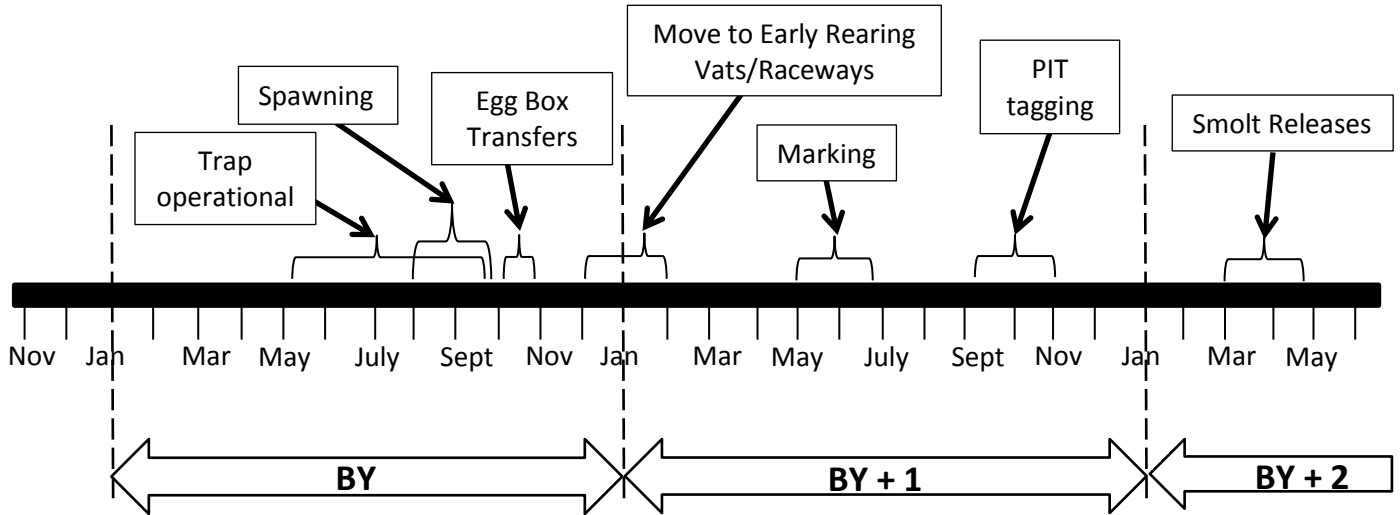 Move to Early Rearing
Vats/Raceways
PIT
tagging
Spawning
Egg Box
Transfers
Smolt Releases
Marking
Trap
operational
Nov Jan Mar May July Sept Nov Jan Mar May July Sept Nov Jan Mar May
BY BY + 1 BY + 2